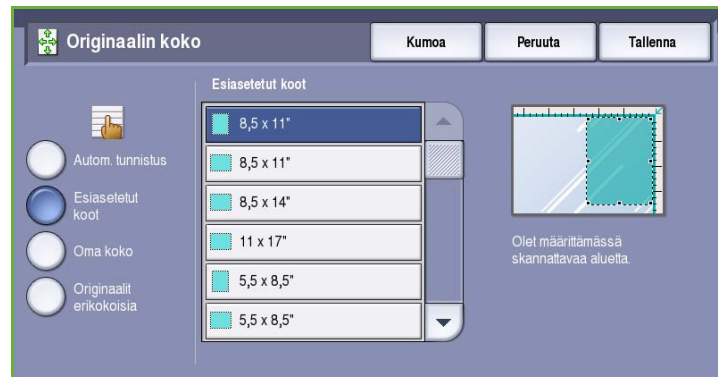 Originaalin koko
Kumoa
Peruuta
Tallenna
Esiasetetut koot
Autom. tunnistus
Esiasetetut
koot
Oma koko
Originaalit
erikokoisia
8,5 x 11"
8,5 x 11"
8,5 x 14"
11 x 17"
5,5 x 8,5"
5,5 x 8,5"
Olet määrittämässä
skannattavaa aluetta.